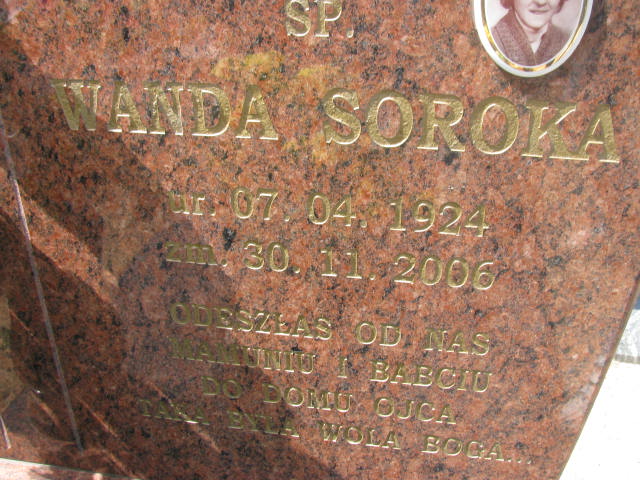 ŚP.
WANDA SOROKA
ur. 07. 04. 1924
zm. 30. 11. 2006
ODESZŁAŚ OD NAS
MAMUNIU I BABCIU
DO DOMU OJCA
TAKA BYŁA WOLA BOGA...